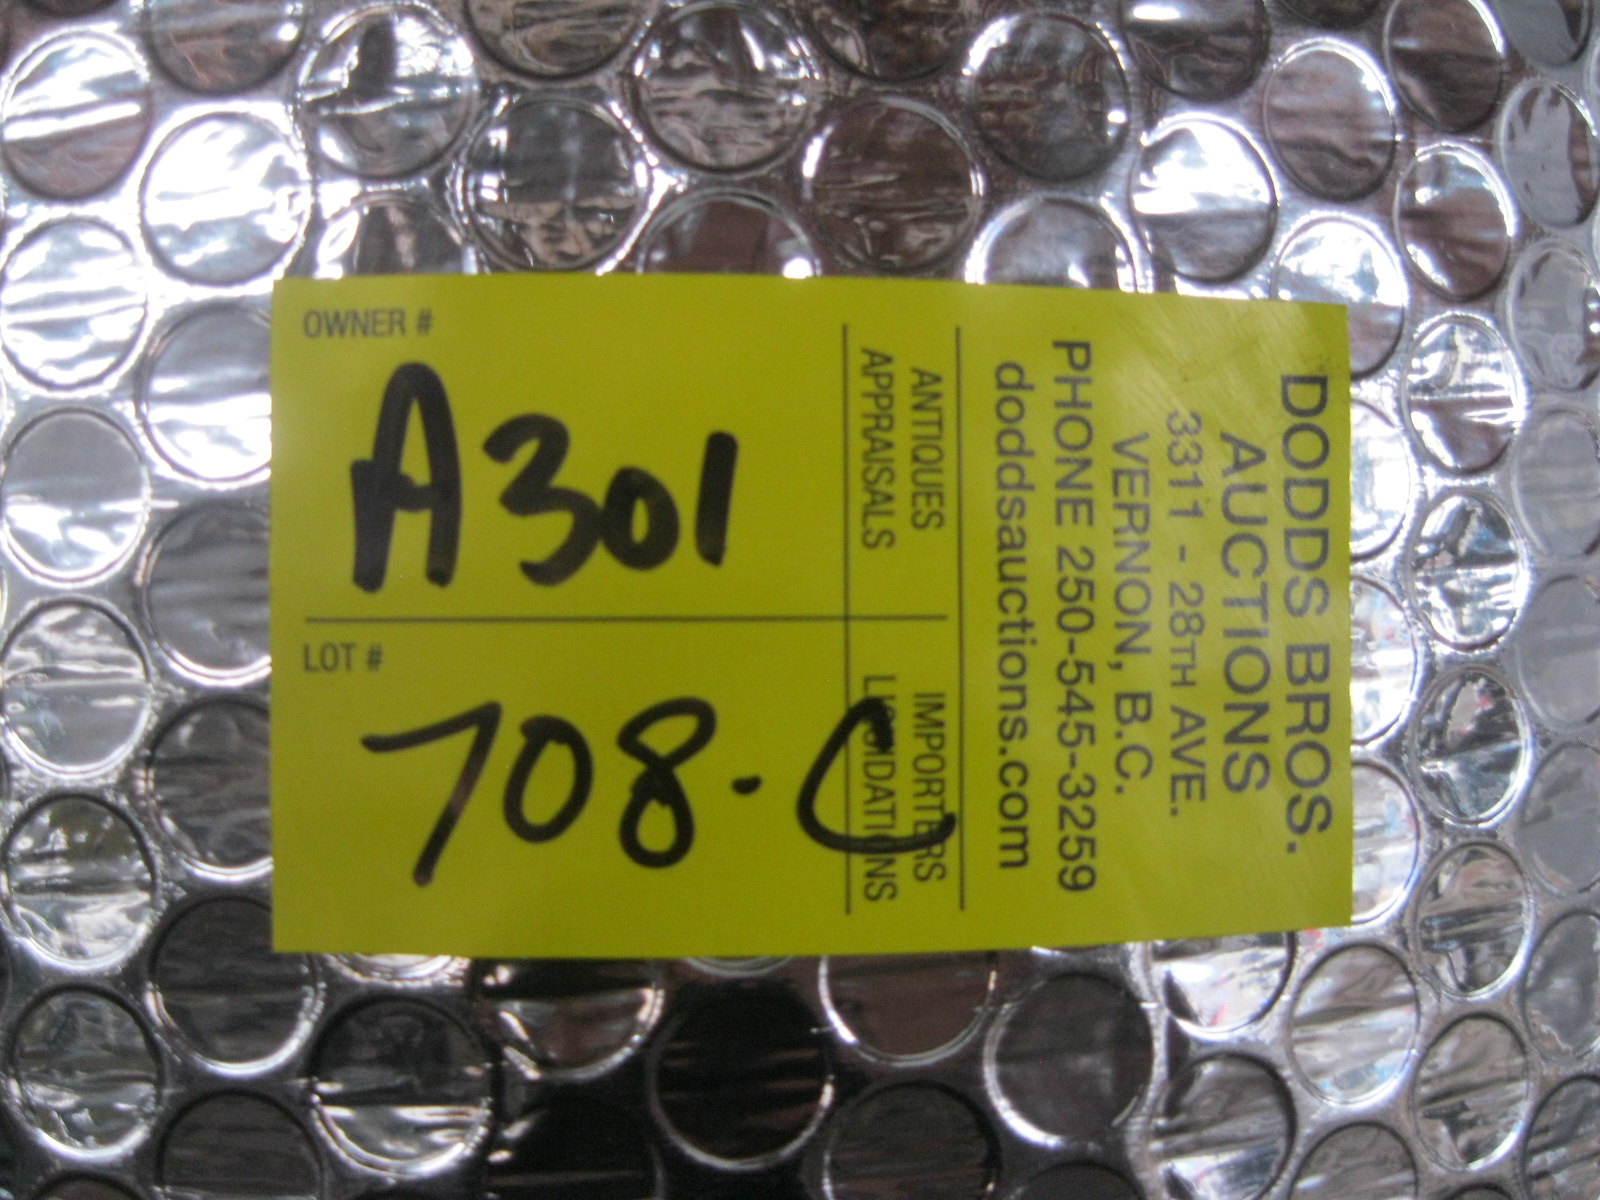 OWNER #
A301
LOT #
708.C
DODDS BROS.
AUCTIONS
3311 - 28TH AVE.
VERNON, B.C.
PHONE 250-545-3259
doddsauctions.com
ANTIQUES IMPORTERS
APPRAISALS LIQUIDATIONS